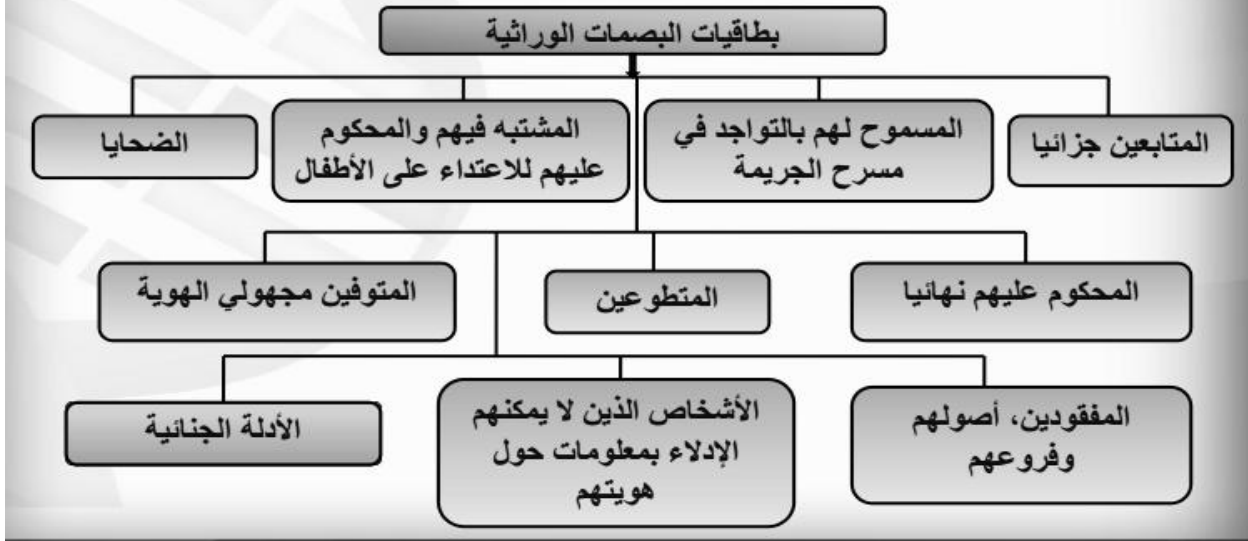 بطاقيات البصمات الوراثية
المتابعين جزائيا
المسموح لهم بالتواجد في
مسرح الجريمة
المشتبه فيهم والمحكوم
عليهم للاعتداء على الأطفال
الضحايا
المحكوم عليهم نهائيا
المتطوعين
المتوفين مجهولي الهوية
المفقودين، أصولهم
وفروعهم
الأشخاص الذين لا يمكنهم
الإدلاء بمعلومات حول
هويتهم
الأدلة الجنائية